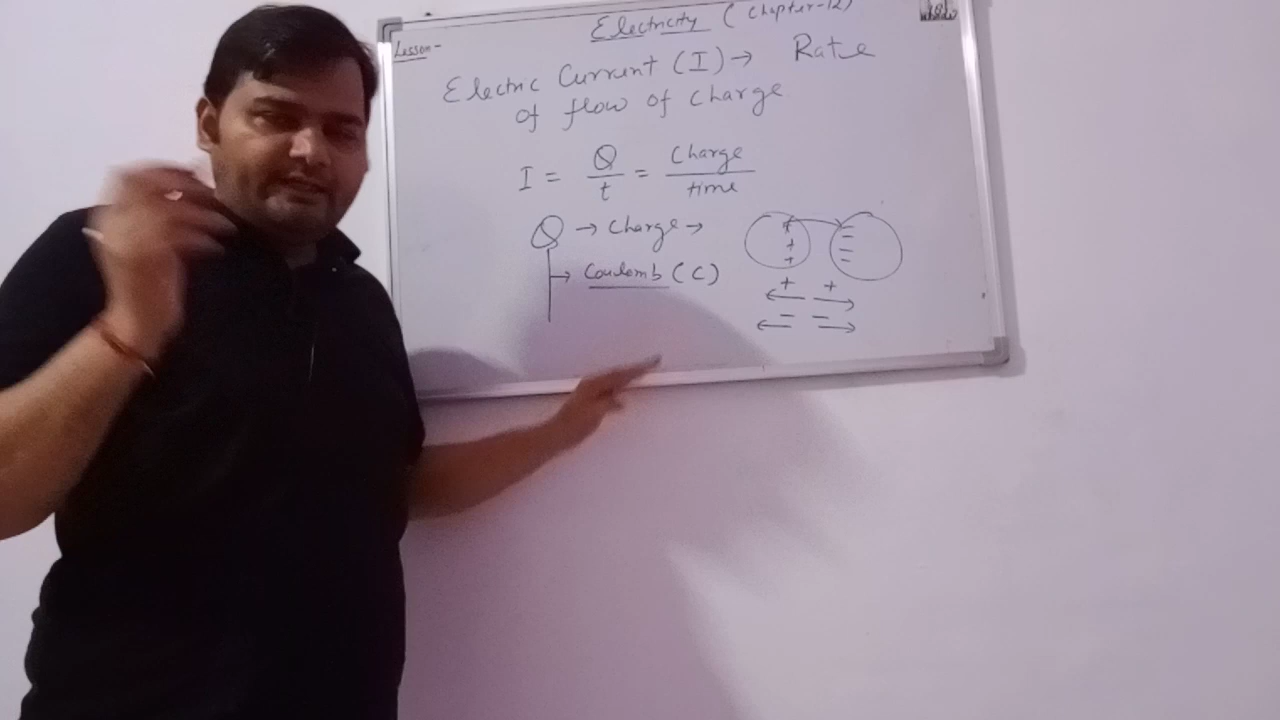 Electricity (Chapter-12)
Lesson-
Electric Current (I) → Rate
of flow of charge
I = Q/t = Charge/time
Q → Charge →
→ Coulomb (C)
+ −
+ −
+ −
+ +
← →
− −
← →